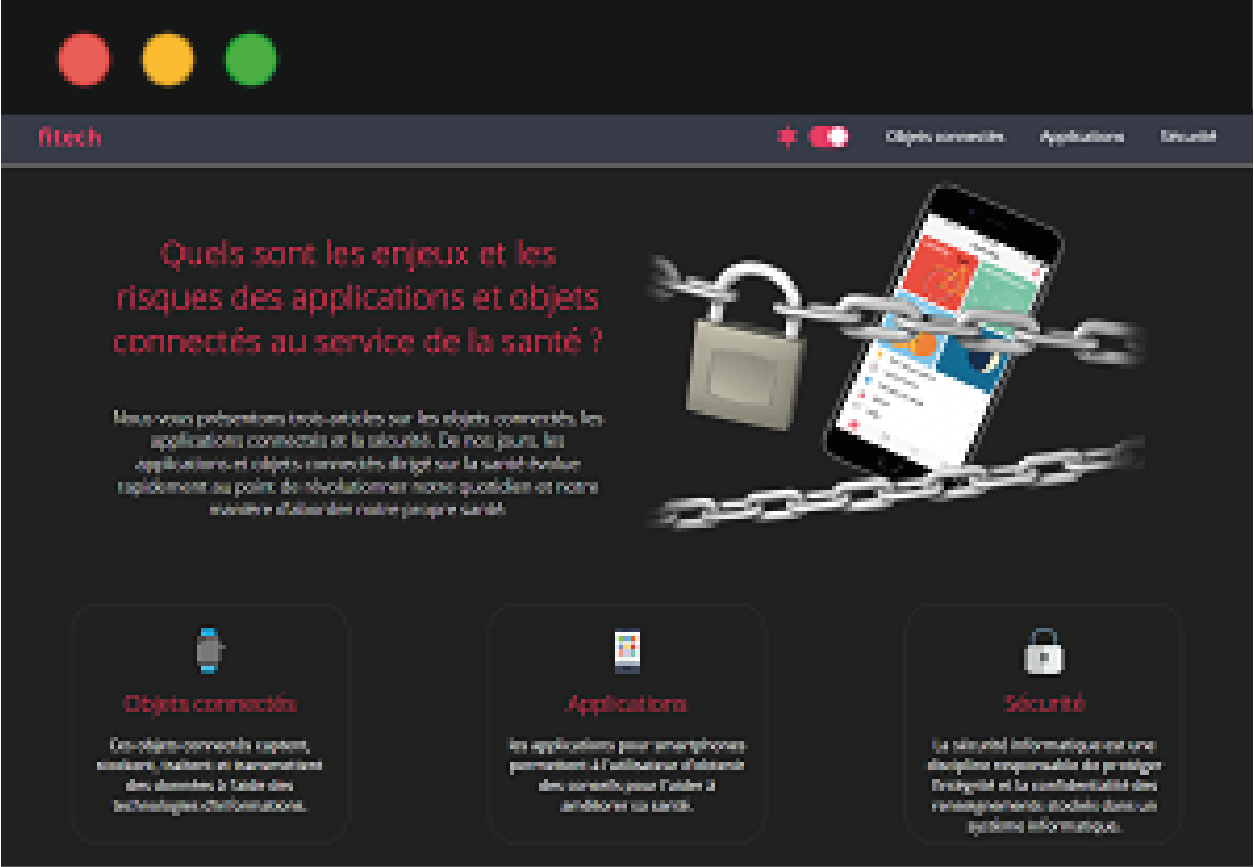 fitech
Objets connectés Applications Sécurité
Quels sont les enjeux et les
risques des applications et objets
connectés au service de la santé ?
Nous vous présentons trois articles sur les objets connectés, les
applications connectés et la sécurité. De nos jours, les
applications et objets connectés dirigé sur la santé évolue
rapidement au point de révolutionner notre quotidien et notre
manière d'aborder notre propre santé.
Objets connectés
Ces objets connectés captent,
stockent, traitent et transmettent
des données à l'aide des
technologies d'informations.
Applications
les applications pour smartphones
permettent à l'utilisateur d'obtenir
des conseils pour l'aider à
améliorer sa santé.
Sécurité
La sécurité informatique est une
discipline responsable de protéger
l'intégrité et la confidentialité des
renseignements stockés dans un
système informatique.